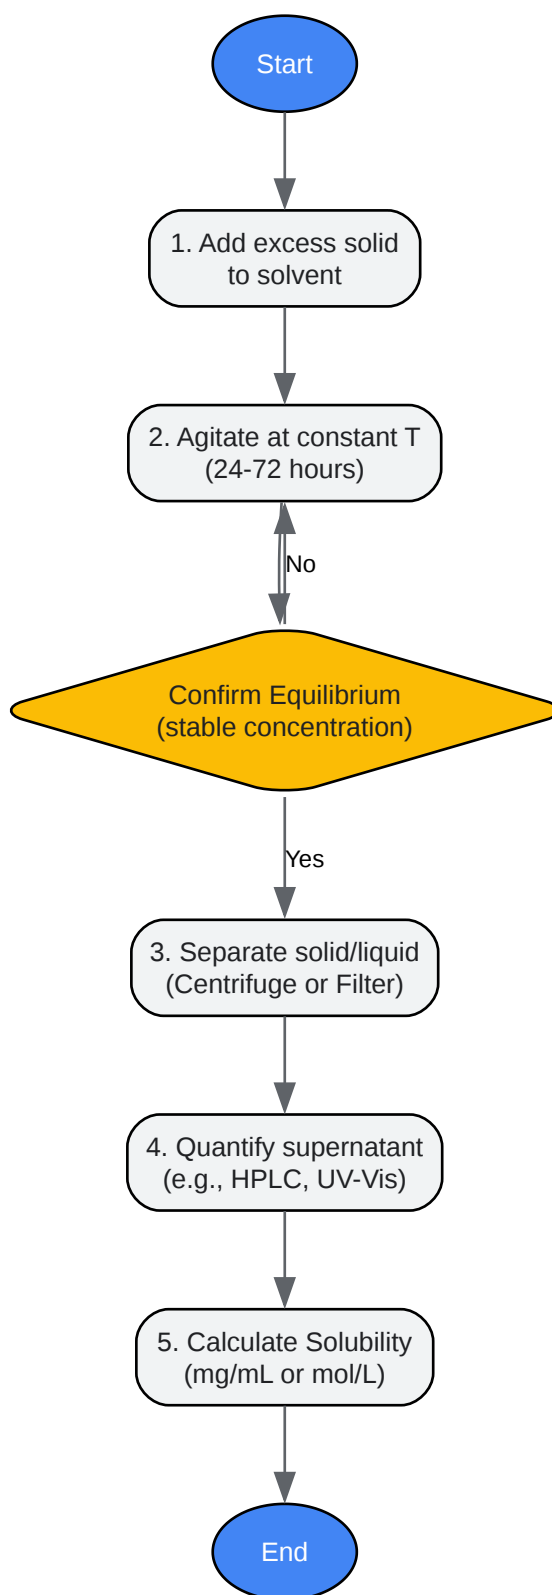 Start
1. Add excess solid
to solvent
2. Agitate at constant T
(24-72 hours)
No
Confirm Equilibrium
(stable concentration)
Yes
3. Separate solid/liquid
(Centrifuge or Filter)
4. Quantify supernatant
(e.g., HPLC, UV-Vis)
5. Calculate Solubility
(mg/mL or mol/L)
End